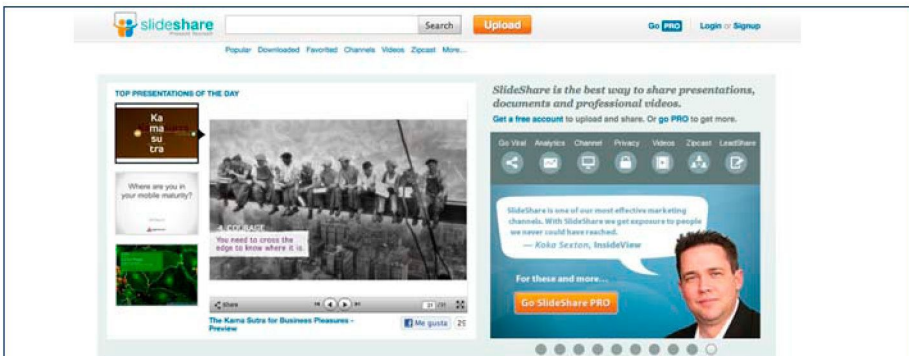 slideshare
Present Yourself
Search
Upload
Go PRO
Login or Signup
Popular Downloaded Favorited Channels Videos Zipcast More...
TOP PRESENTATIONS OF THE DAY
Ka
ma
su
tra
Where are you in
your mobile maturity?
4. COURAGE
You need to cross the
edge to know where it is.
Share
The Kama Sutra for Business Pleasures -
Preview
Me gusta
SlideShare is the best way to share presentations,
documents and professional videos.
Get a free account to upload and share. Or go PRO to get more.
Go Viral Analytics Channel Privacy Videos Zipcast LeadShare
SlideShare is one of our most effective marketing
channels. With SlideShare we get exposure to people
we never could have reached.
— Koka Sexton, InsideView
For these and more...
Go SlideShare PRO